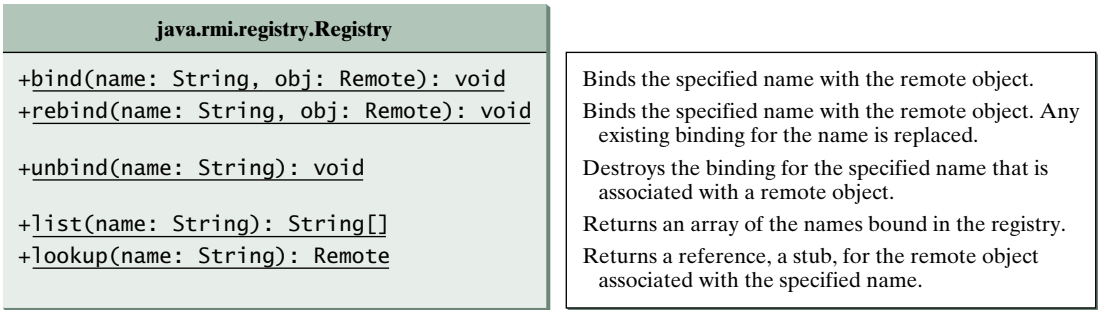 java.rmi.registry.Registry
+bind(name: String, obj: Remote): void
+rebind(name: String, obj: Remote): void
+unbind(name: String): void
+list(name: String): String[]
+lookup(name: String): Remote
Binds the specified name with the remote object.
Binds the specified name with the remote object. Any
existing binding for the name is replaced.
Destroys the binding for the specified name that is
associated with a remote object.
Returns an array of the names bound in the registry.
Returns a reference, a stub, for the remote object
associated with the specified name.